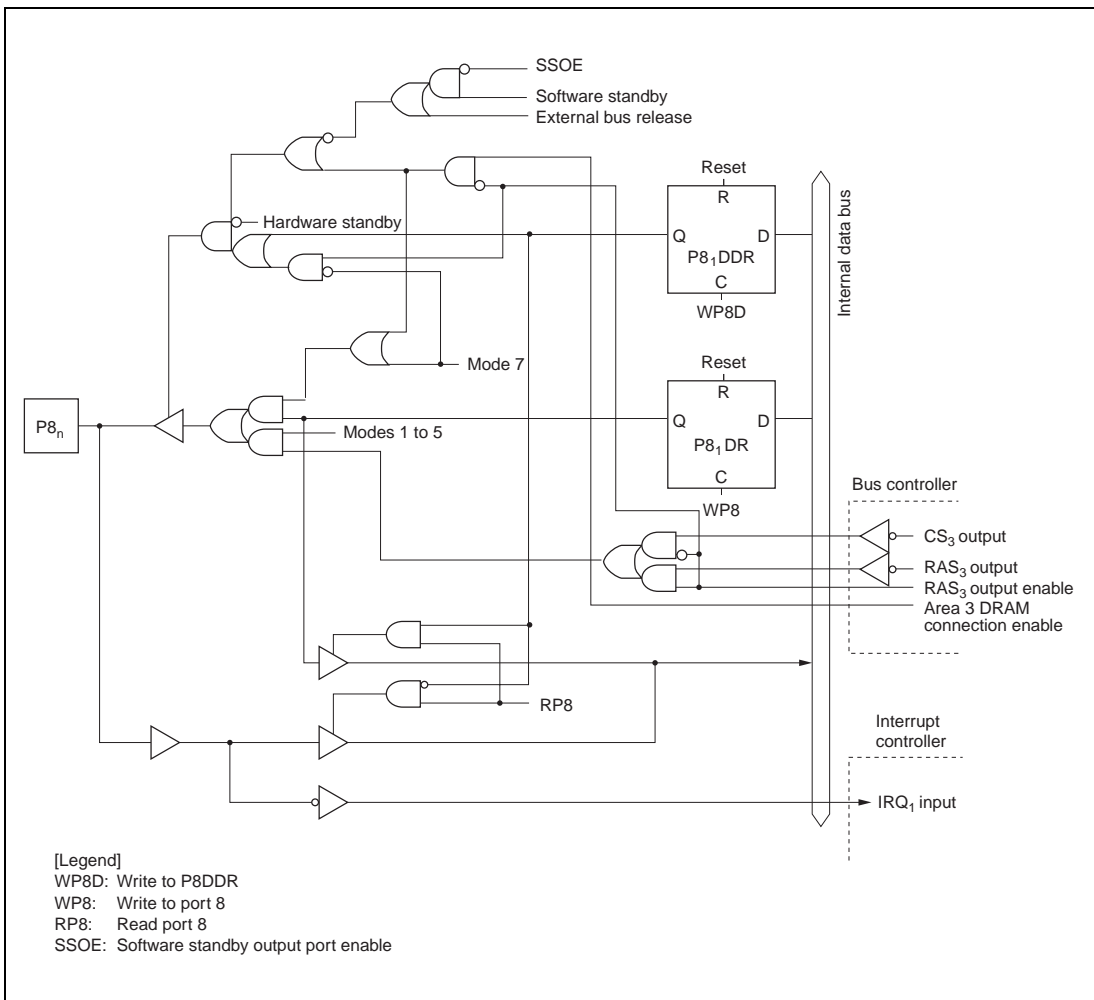 SSOE
Software standby
External bus release
Reset
R
Hardware standby
Q
D
P8₁DDR
C
WP8D
Internal data bus
Mode 7
Reset
R
P8ₙ
Q
D
Modes 1 to 5
P8₁DR
C
WP8
Bus controller
CS₃ output
RAS₃ output
RAS₃ output enable
Area 3 DRAM
connection enable
RP8
Interrupt
controller
IRQ₁ input
[Legend]
WP8D: Write to P8DDR
WP8: Write to port 8
RP8: Read port 8
SSOE: Software standby output port enable